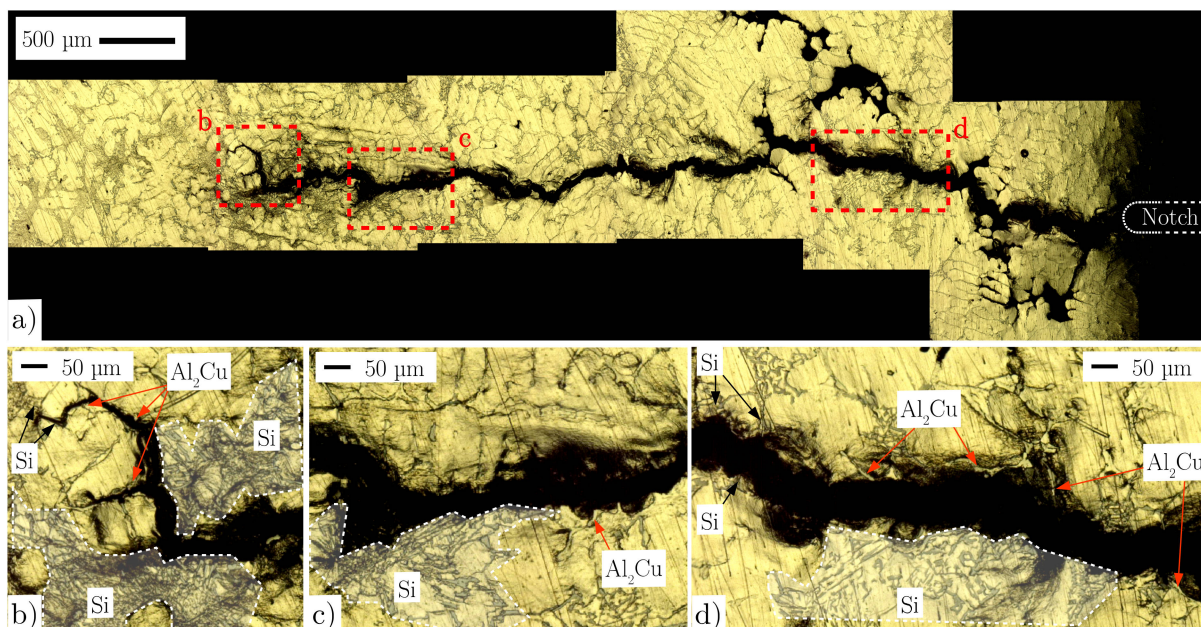 500 µm
b
c
d
Notch
a)
50 µm
Al₂Cu
Si
Si
Si
b)
50 µm
Al₂Cu
c)
Si
50 µm
Al₂Cu
Al₂Cu
Si
Si
d)